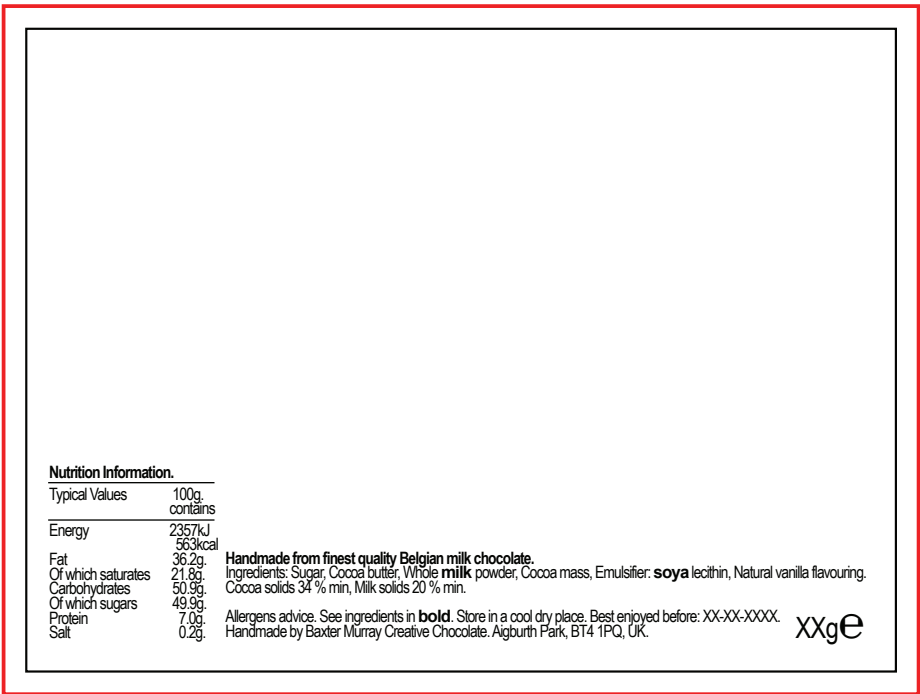 Nutrition Information.
Typical Values 100g.
contains
Energy 2357kJ
563kcal
Fat 36.2g.
Of which saturates 21.8g.
Carbohydrates 50.9g.
Of which sugars 49.9g.
Protein 7.0g.
Salt 0.2g.
Handmade from finest quality Belgian milk chocolate.
Ingredients: Sugar, Cocoa butter, Whole milk powder, Cocoa mass, Emulsifier: soya lecithin, Natural vanilla flavouring.
Cocoa solids 34 % min, Milk solids 20 % min.
Allergens advice. See ingredients in bold. Store in a cool dry place. Best enjoyed before: XX-XX-XXXX.
Handmade by Baxter Murray Creative Chocolate. Aigburth Park, BT4 1PQ, UK.
XXg℮